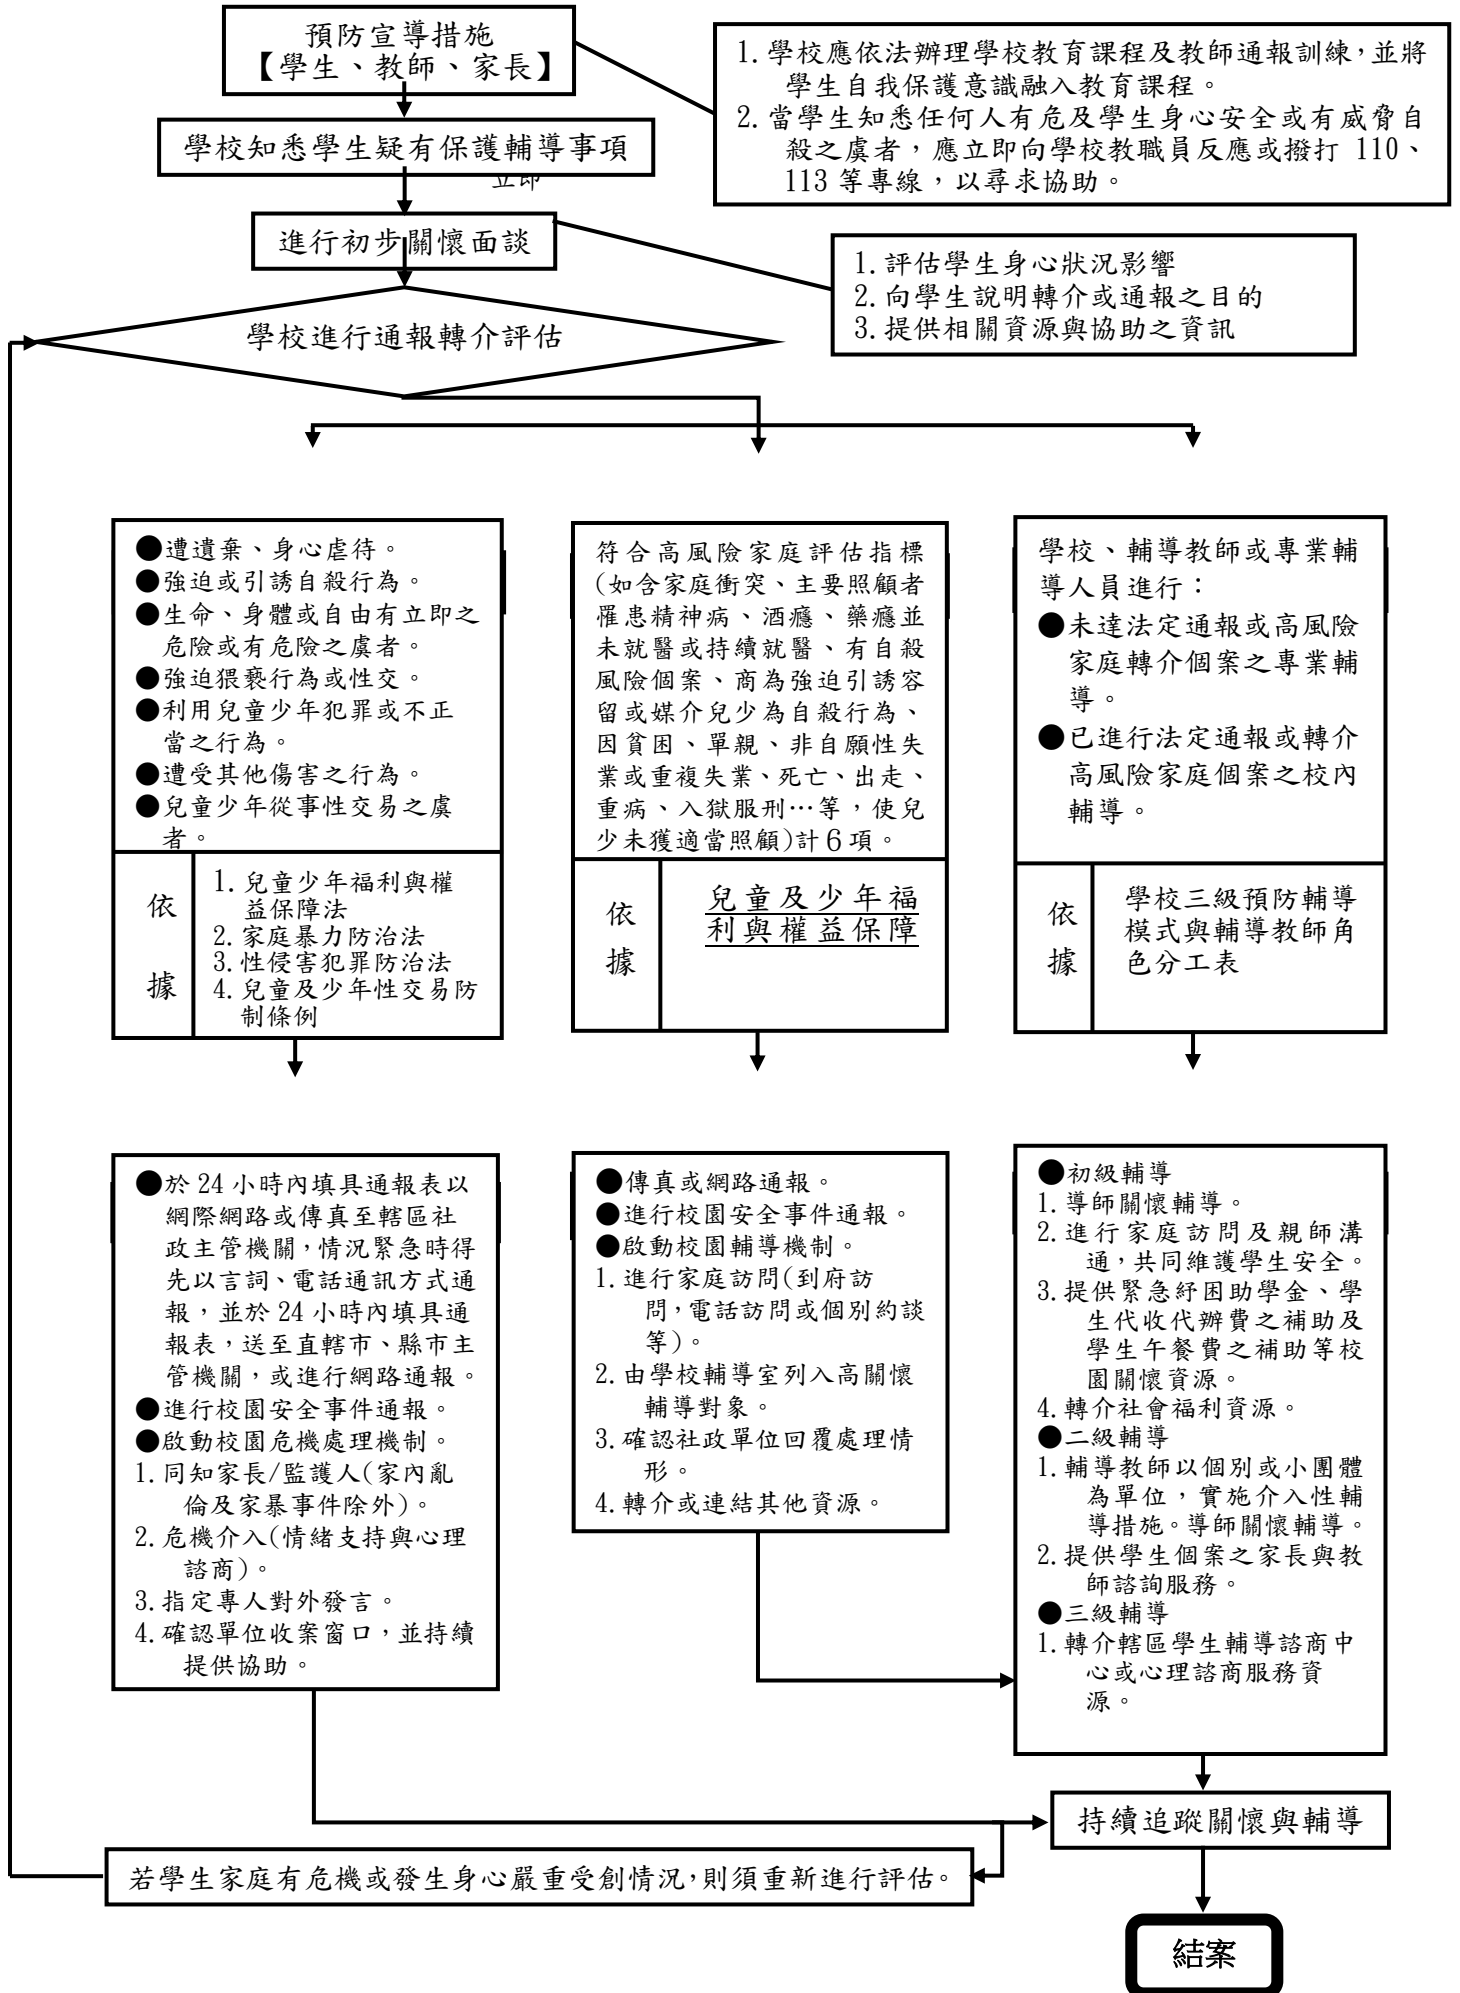 預防宣導措施
【學生、教師、家長】
1.學校應依法辦理學校教育課程及教師通報訓練，並將
學生自我保護意識融入教育課程。
2.當學生知悉任何人有危及學生身心安全或有威脅自
殺之虞者，應立即向學校教職員反應或撥打 110、
113 等專線，以尋求協助。
學校知悉學生疑有保護輔導事項
立即
進行初步關懷面談
1.評估學生身心狀況影響
2.向學生說明轉介或通報之目的
3.提供相關資源與協助之資訊
學校進行通報轉介評估
●遭遺棄、身心虐待。
●強迫或引誘自殺行為。
●生命、身體或自由有立即之
危險或有危險之虞者。
●強迫猥褻行為或性交。
●利用兒童少年犯罪或不正
當之行為。
●遭受其他傷害之行為。
●兒童少年從事性交易之虞
者。
依
據
1.兒童少年福利與權
益保障法
2.家庭暴力防治法
3.性侵害犯罪防治法
4.兒童及少年性交易防
制條例
符合高風險家庭評估指標
(如含家庭衝突、主要照顧者
罹患精神病、酒癮、藥癮並
未就醫或持續就醫、有自殺
風險個案、商為強迫引誘容
留或媒介兒少為自殺行為、
因貧困、單親、非自願性失
業或重複失業、死亡、出走、
重病、入獄服刑…等，使兒
少未獲適當照顧)計6項。
依
據
兒童及少年福
利與權益保障
學校、輔導教師或專業輔
導人員進行：
●未達法定通報或高風險
家庭轉介個案之專業輔
導。
●已進行法定通報或轉介
高風險家庭個案之校內
輔導。
依
據
學校三級預防輔導
模式與輔導教師角
色分工表
●於 24 小時內填具通報表以
網際網路或傳真至轄區社
政主管機關，情況緊急時得
先以言詞、電話通訊方式通
報，並於 24 小時內填具通
報表，送至直轄市、縣市主
管機關，或進行網路通報。
●進行校園安全事件通報。
●啟動校園危機處理機制。
1.同知家長/監護人(家內亂
倫及家暴事件除外)。
2.危機介入(情緒支持與心理
諮商)。
3.指定專人對外發言。
4.確認單位收案窗口，並持續
提供協助。
●傳真或網路通報。
●進行校園安全事件通報。
●啟動校園輔導機制。
1.進行家庭訪問(到府訪
問，電話訪問或個別約談
等)。
2.由學校輔導室列入高關懷
輔導對象。
3.確認社政單位回覆處理情
形。
4.轉介或連結其他資源。
●初級輔導
1.導師關懷輔導。
2.進行家庭訪問及親師溝
通，共同維護學生安全。
3.提供緊急紓困助學金、學
生代收代辦費之補助及
學生午餐費之補助等校
園關懷資源。
4.轉介社會福利資源。
●二級輔導
1.輔導教師以個別或小團體
為單位，實施介入性輔
導措施。導師關懷輔導。
2.提供學生個案之家長與教
師諮詢服務。
●三級輔導
1.轉介轄區學生輔導諮商中
心或心理諮商服務資
源。
持續追蹤關懷與輔導
若學生家庭有危機或發生身心嚴重受創情況，則須重新進行評估。
結案